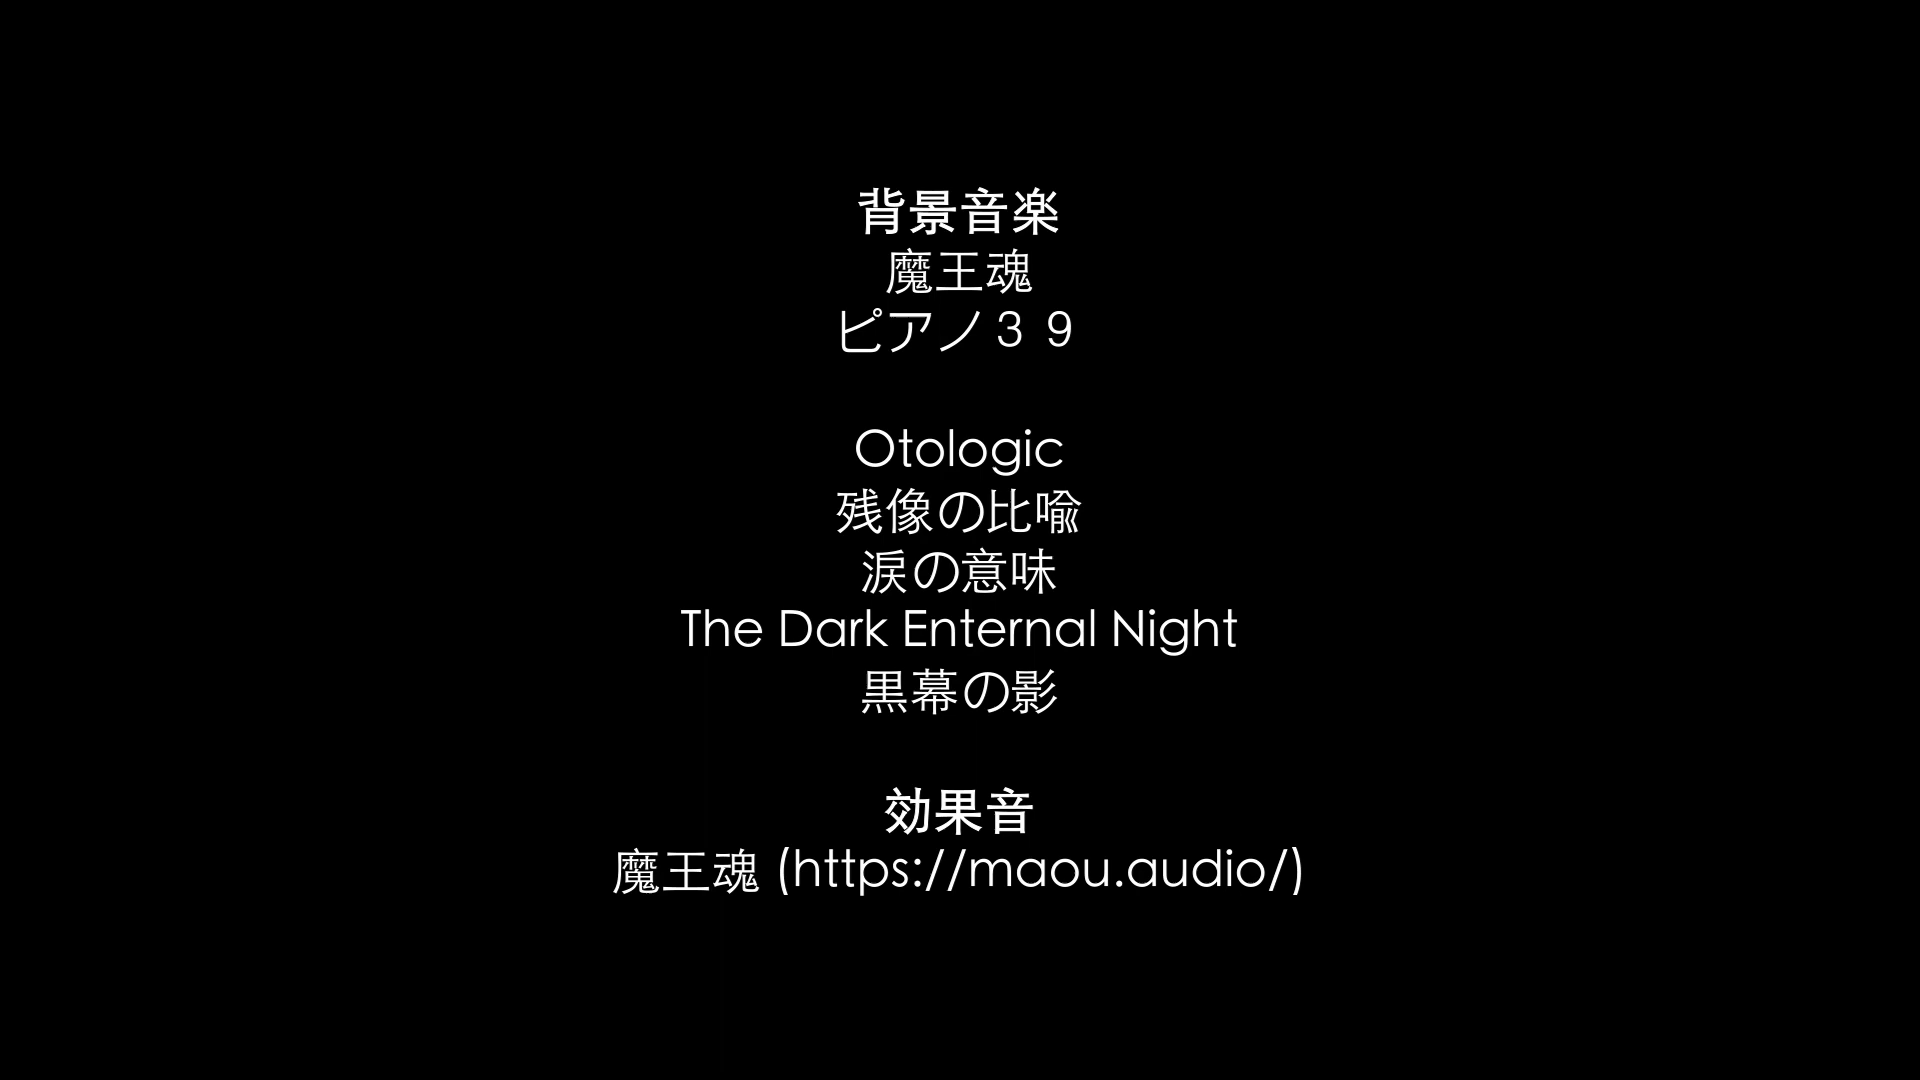 背景音楽
魔王魂
ピアノ３９
Otologic
残像の比喩
涙の意味
The Dark Enternal Night
黒幕の影
効果音
魔王魂 (https://maou.audio/)